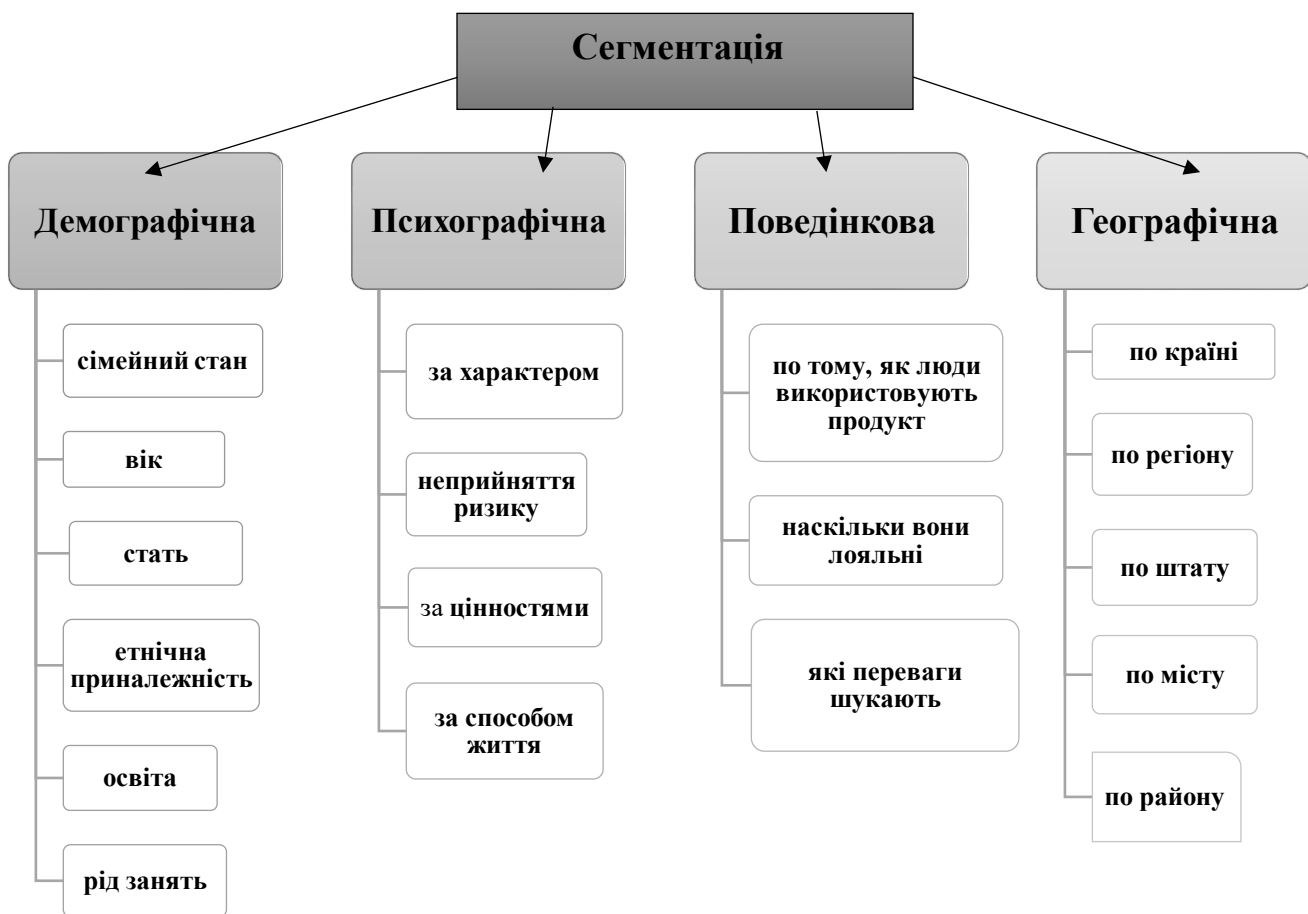 Сегментація
Демографічна
сімейний стан
вік
стать
етнічна
приналежність
освіта
рід занять
Психографічна
за характером
неприйняття
ризику
за цінностями
за способом
життя
Поведінкова
по тому, як люди
використовують
продукт
наскільки вони
лояльні
які переваги
шукають
Географічна
по країні
по регіону
по штату
по місту
по району